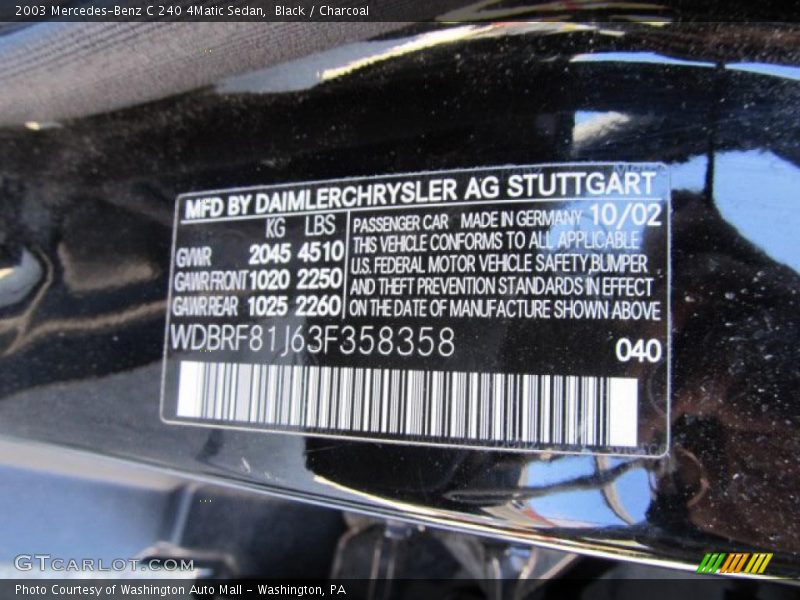 2003 Mercedes-Benz C 240 4Matic Sedan, Black / Charcoal
MFD BY DAIMLERCHRYSLER AG STUTTGART
KG LBS
GVWR 2045 4510
GAWR FRONT 1020 2250
GAWR REAR 1025 2260
PASSENGER CAR MADE IN GERMANY 10/02
THIS VEHICLE CONFORMS TO ALL APPLICABLE
U.S. FEDERAL MOTOR VEHICLE SAFETY,BUMPER
AND THEFT PREVENTION STANDARDS IN EFFECT
ON THE DATE OF MANUFACTURE SHOWN ABOVE
WDBRF81J63F358358
040
GTcarlot.com
Photo Courtesy of Washington Auto Mall - Washington, PA